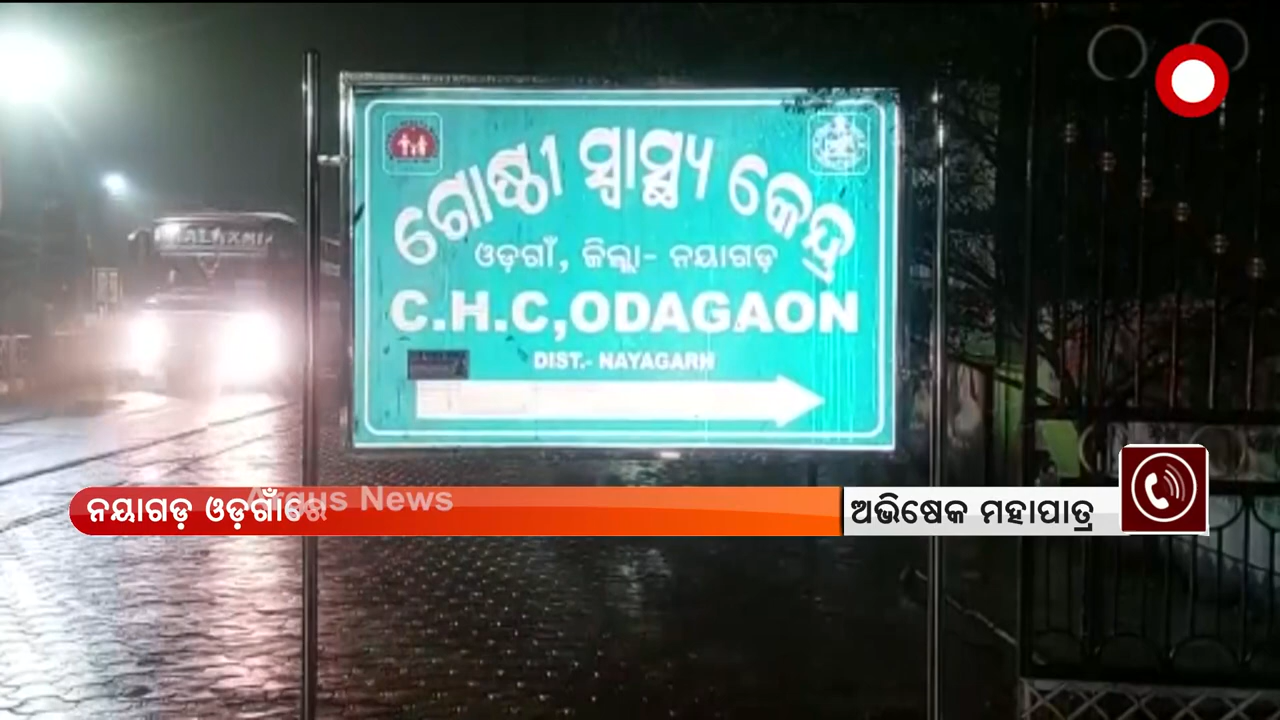 ଗୋଷ୍ଠୀ ସ୍ୱାସ୍ଥ୍ୟ କେନ୍ଦ୍ର
ଓଡ଼ଗାଁ, ଜିଲ୍ଲା- ନୟାଗଡ଼
C.H.C,ODAGAON
DIST.- NAYAGARH
Argus News
ନୟାଗଡ଼ ଓଡ଼ଗାଁରେ
ଅଭିଷେକ ମହାପାତ୍ର